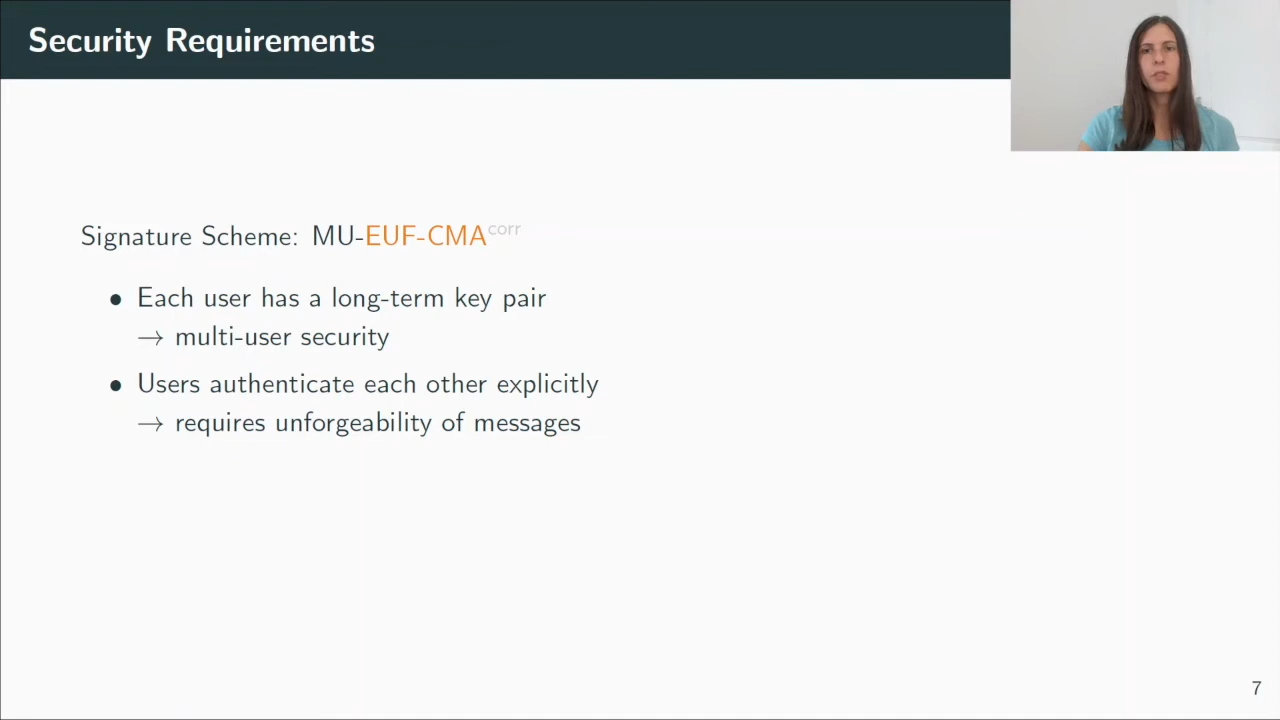 Security Requirements
Signature Scheme: MU-EUF-CMA^corr
• Each user has a long-term key pair
→ multi-user security
• Users authenticate each other explicitly
→ requires unforgeability of messages
7